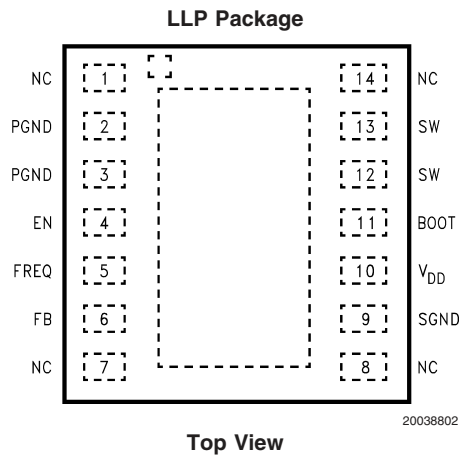 LLP Package
NC 1 14 NC
PGND 2 13 SW
PGND 3 12 SW
EN 4 11 BOOT
FREQ 5 10 VDD
FB 6 9 SGND
NC 7 8 NC
20038802
Top View